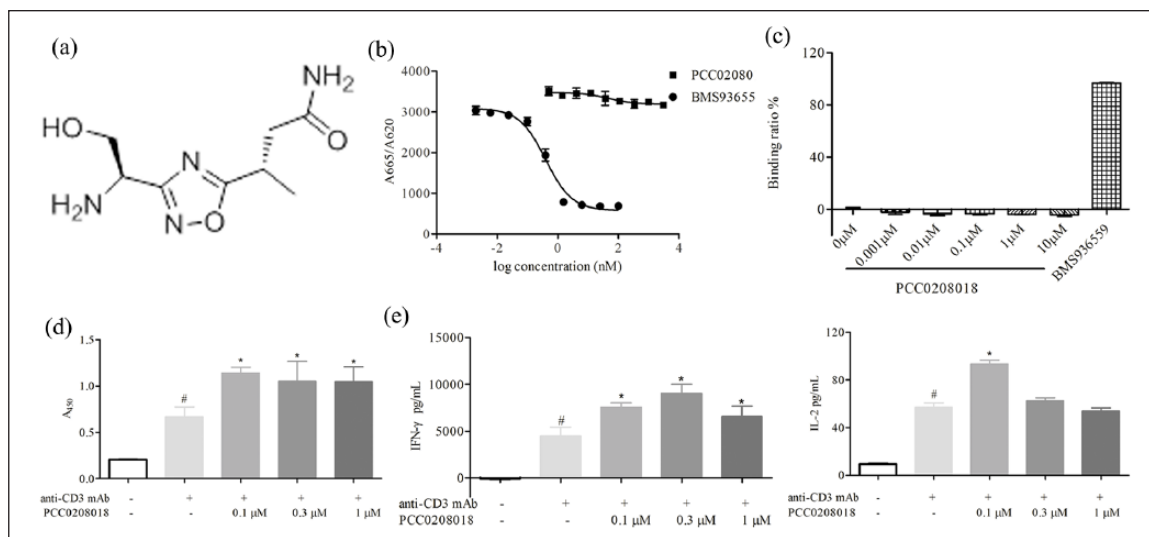 (a)
NH2
O
HO
H2N
N
N
O
(b)
4000
3000
2000
1000
0
A665/A620
-4
-2
0
2
4
log concentration (nM)
PCC02080
BMS93655
(c)
120
80
40
0
Binding ratio %
0μM
0.001μM
0.01μM
0.1μM
1μM
10μM
BMS936559
PCC0208018
(d)
1.5
1.0
0.5
0.0
A450
#
*
*
*
anti-CD3 mAb - + + + +
PCC0208018 - - 0.1 μM 0.3 μM 1 μM
(e)
15000
10000
5000
0
IFN-γ pg/mL
#
*
*
*
anti-CD3 mAb - + + + +
PCC0208018 - - 0.1 μM 0.3 μM 1 μM
120
80
40
0
IL-2 pg/mL
#
*
anti-CD3 mAb - + + + +
PCC0208018 - - 0.1 μM 0.3 μM 1 μM